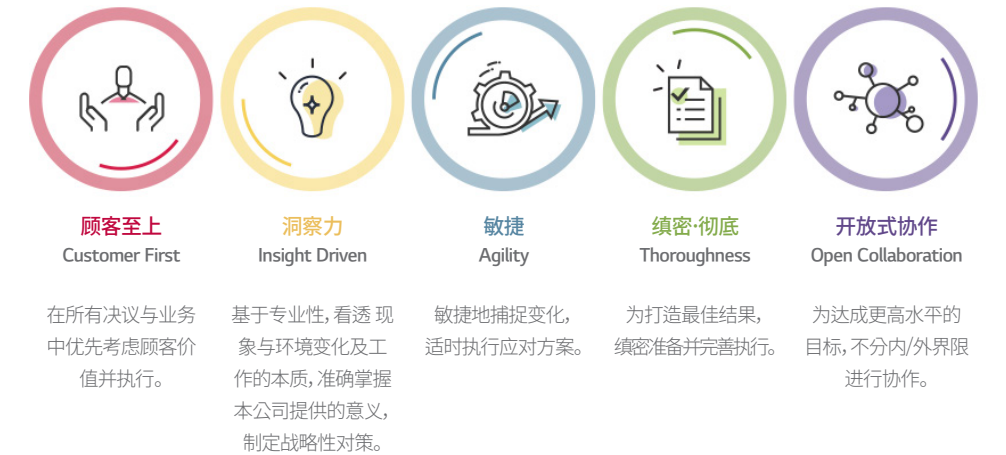 顾客至上
Customer First
在所有决议与业务
中优先考虑顾客价
值并执行。
洞察力
Insight Driven
基于专业性, 看透 现
象与环境变化及工
作的本质, 准确掌握
本公司提供的意义,
制定战略性对策。
敏捷
Agility
敏捷地捕捉变化,
适时执行应对方案。
缜密·彻底
Thoroughness
为打造最佳结果,
缜密准备并完善执行。
开放式协作
Open Collaboration
为达成更高水平的
目标, 不分内/外界限
进行协作。